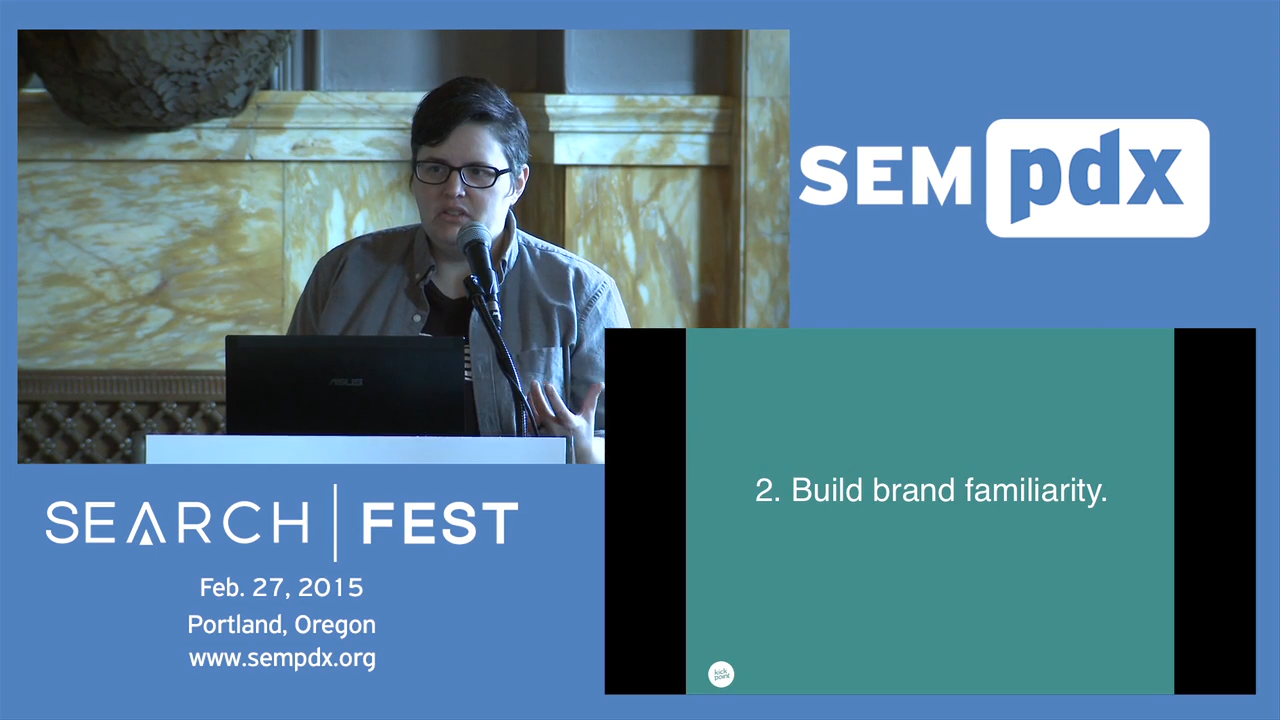 SEM pdx
ASUS
2. Build brand familiarity.
kick
point
SEARCH | FEST
Feb. 27, 2015
Portland, Oregon
www.sempdx.org